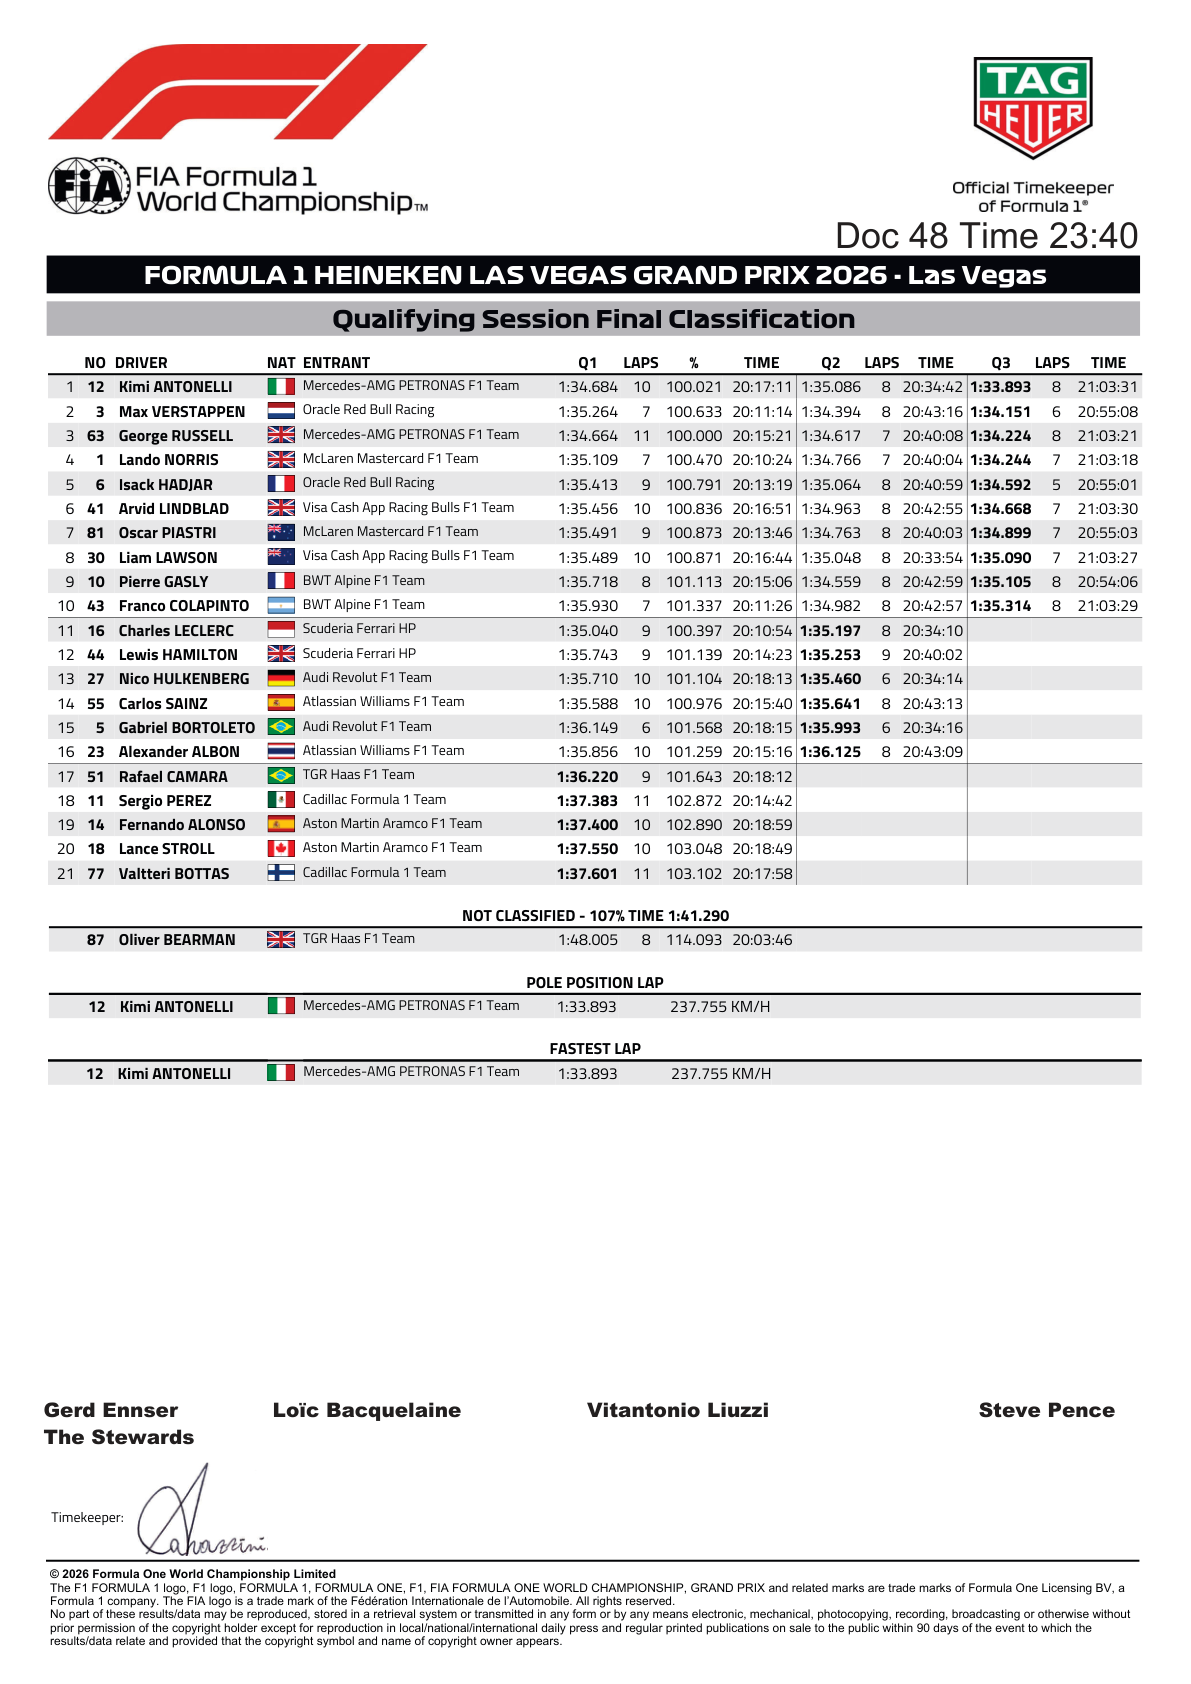 TAG
HEUER
FiA FIA Formula 1
World Championship™
Official Timekeeper
of Formula 1®
Doc 48 Time 23:40
FORMULA 1 HEINEKEN LAS VEGAS GRAND PRIX 2026 - Las Vegas
Qualifying Session Final Classification
NO DRIVER NAT ENTRANT Q1 LAPS % TIME Q2 LAPS TIME Q3 LAPS TIME
1 12 Kimi ANTONELLI Mercedes-AMG PETRONAS F1 Team 1:34.684 10 100.021 20:17:11 1:35.086 8 20:34:42 1:33.893 8 21:03:31
2 3 Max VERSTAPPEN Oracle Red Bull Racing 1:35.264 7 100.633 20:11:14 1:34.394 8 20:43:16 1:34.151 6 20:55:08
3 63 George RUSSELL Mercedes-AMG PETRONAS F1 Team 1:34.664 11 100.000 20:15:21 1:34.617 7 20:40:08 1:34.224 8 21:03:21
4 1 Lando NORRIS McLaren Mastercard F1 Team 1:35.109 7 100.470 20:10:24 1:34.766 7 20:40:04 1:34.244 7 21:03:18
5 6 Isack HADJAR Oracle Red Bull Racing 1:35.413 9 100.791 20:13:19 1:35.064 8 20:40:59 1:34.592 5 20:55:01
6 41 Arvid LINDBLAD Visa Cash App Racing Bulls F1 Team 1:35.456 10 100.836 20:16:51 1:34.963 8 20:42:55 1:34.668 7 21:03:30
7 81 Oscar PIASTRI McLaren Mastercard F1 Team 1:35.491 9 100.873 20:13:46 1:34.763 8 20:40:03 1:34.899 7 20:55:03
8 30 Liam LAWSON Visa Cash App Racing Bulls F1 Team 1:35.489 10 100.871 20:16:44 1:35.048 8 20:33:54 1:35.090 7 21:03:27
9 10 Pierre GASLY BWT Alpine F1 Team 1:35.718 8 101.113 20:15:06 1:34.559 8 20:42:59 1:35.105 8 20:54:06
10 43 Franco COLAPINTO BWT Alpine F1 Team 1:35.930 7 101.337 20:11:26 1:34.982 8 20:42:57 1:35.314 8 21:03:29
11 16 Charles LECLERC Scuderia Ferrari HP 1:35.040 9 100.397 20:10:54 1:35.197 8 20:34:10
12 44 Lewis HAMILTON Scuderia Ferrari HP 1:35.743 9 101.139 20:14:23 1:35.253 9 20:40:02
13 27 Nico HULKENBERG Audi Revolut F1 Team 1:35.710 10 101.104 20:18:13 1:35.460 6 20:34:14
14 55 Carlos SAINZ Atlassian Williams F1 Team 1:35.588 10 100.976 20:15:40 1:35.641 8 20:43:13
15 5 Gabriel BORTOLETO Audi Revolut F1 Team 1:36.149 6 101.568 20:18:15 1:35.993 6 20:34:16
16 23 Alexander ALBON Atlassian Williams F1 Team 1:35.856 10 101.259 20:15:16 1:36.125 8 20:43:09
17 51 Rafael CAMARA TGR Haas F1 Team 1:36.220 9 101.643 20:18:12
18 11 Sergio PEREZ Cadillac Formula 1 Team 1:37.383 11 102.872 20:14:42
19 14 Fernando ALONSO Aston Martin Aramco F1 Team 1:37.400 10 102.890 20:18:59
20 18 Lance STROLL Aston Martin Aramco F1 Team 1:37.550 10 103.048 20:18:49
21 77 Valtteri BOTTAS Cadillac Formula 1 Team 1:37.601 11 103.102 20:17:58
NOT CLASSIFIED - 107% TIME 1:41.290
87 Oliver BEARMAN TGR Haas F1 Team 1:48.005 8 114.093 20:03:46
POLE POSITION LAP
12 Kimi ANTONELLI Mercedes-AMG PETRONAS F1 Team 1:33.893 237.755 KM/H
FASTEST LAP
12 Kimi ANTONELLI Mercedes-AMG PETRONAS F1 Team 1:33.893 237.755 KM/H
Gerd Ennser Loïc Bacquelaine Vitantonio Liuzzi Steve Pence
The Stewards
Timekeeper:
© 2026 Formula One World Championship Limited
The F1 FORMULA 1 logo, F1 logo, FORMULA 1, FORMULA ONE, F1, FIA FORMULA ONE WORLD CHAMPIONSHIP, GRAND PRIX and related marks are trade marks of Formula One Licensing BV, a
Formula 1 company. The FIA logo is a trade mark of the Fédération Internationale de l'Automobile. All rights reserved.
No part of these results/data may be reproduced, stored in a retrieval system or transmitted in any form or by any means electronic, mechanical, photocopying, recording, broadcasting or otherwise without
prior permission of the copyright holder except for reproduction in local/national/international daily press and regular printed publications on sale to the public within 90 days of the event to which the
results/data relate and provided that the copyright symbol and name of copyright owner appears.